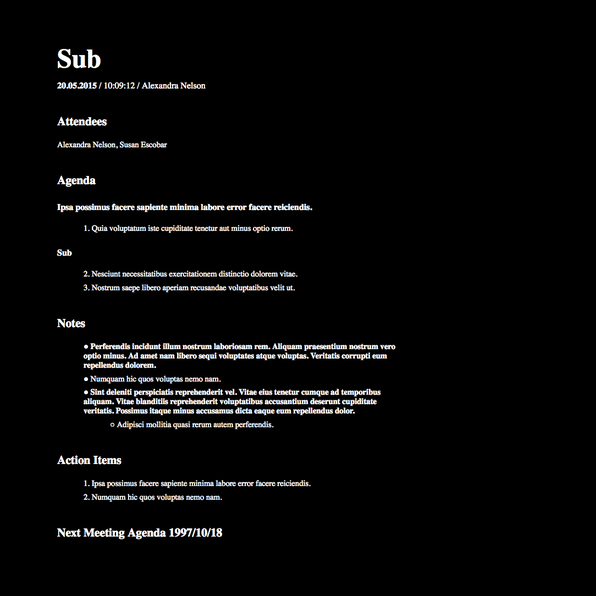 Sub
20.05.2015 / 10:09:12 / Alexandra Nelson
Attendees
Alexandra Nelson, Susan Escobar
Agenda
Ipsa possimus facere sapiente minima labore error facere reiciendis.
1. Quia voluptatum iste cupiditate tenetur aut minus optio rerum.
Sub
2. Nesciunt necessitatibus exercitationem distinctio dolorem vitae.
3. Nostrum saepe libero aperiam recusandae voluptatibus velit ut.
Notes
● Perferendis incidunt illum nostrum laboriosam rem. Aliquam praesentium nostrum vero
optio minus. Ad amet nam libero sequi voluptates atque voluptas. Veritatis corrupti eum
repellendus dolorem.
● Numquam hic quos voluptas nemo nam.
● Sint deleniti perspiciatis reprehenderit vel. Vitae eius tenetur cumque ad temporibus
aliquam. Vitae blanditiis reprehenderit voluptatibus accusantium deserunt cupiditate
veritatis. Possimus itaque minus accusamus dicta eaque eum repellendus dolor.
○ Adipisci mollitia quasi rerum autem perferendis.
Action Items
1. Ipsa possimus facere sapiente minima labore error facere reiciendis.
2. Numquam hic quos voluptas nemo nam.
Next Meeting Agenda 1997/10/18